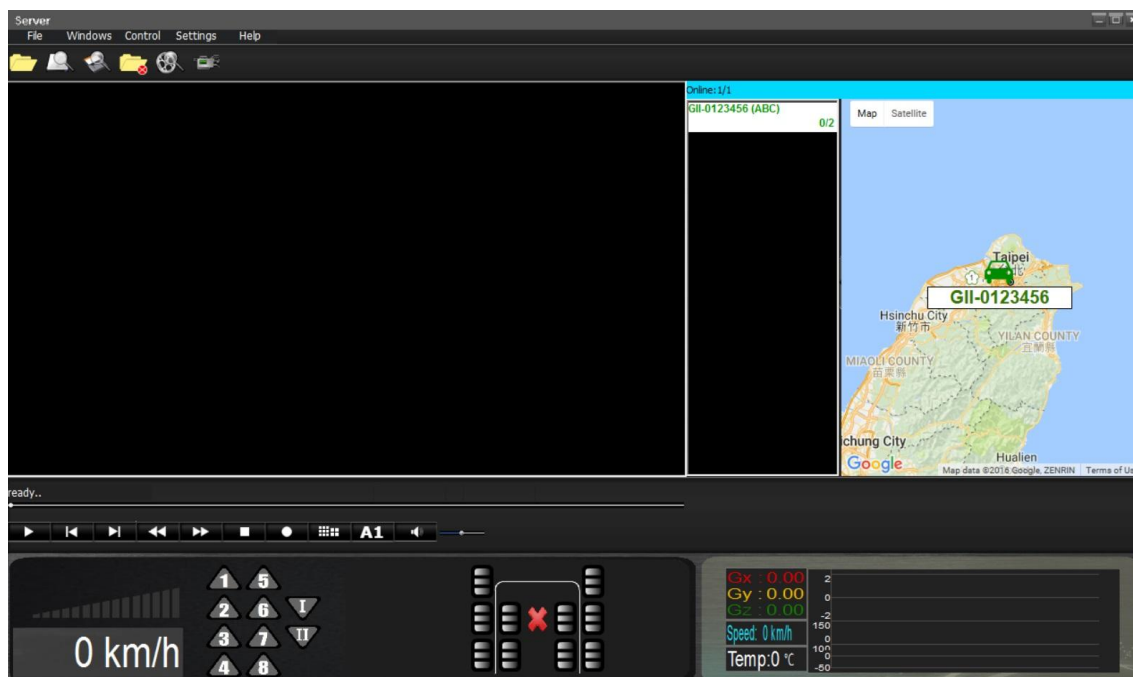 Server
File Windows Control Settings Help
Online: 1/1
GII-0123456 (ABC)
0/2
Map Satellite
Taipei
1
GII-0123456
Hsinchu City
新竹市
YILAN COUNTY
宜蘭縣
MIAOLI COUNTY
苗栗縣
ichung City
Hualien
Google
Map data ©2016 Google, ZENRIN Terms of Us
ready..
A1
1 5
2 6 I
3 7 II
4 8
0 km/h
Gx : 0.00
Gy : 0.00
Gz : 0.00
Speed: 0 km/h
Temp:0 ℃
2
0
-2
150
0
100
0
-50